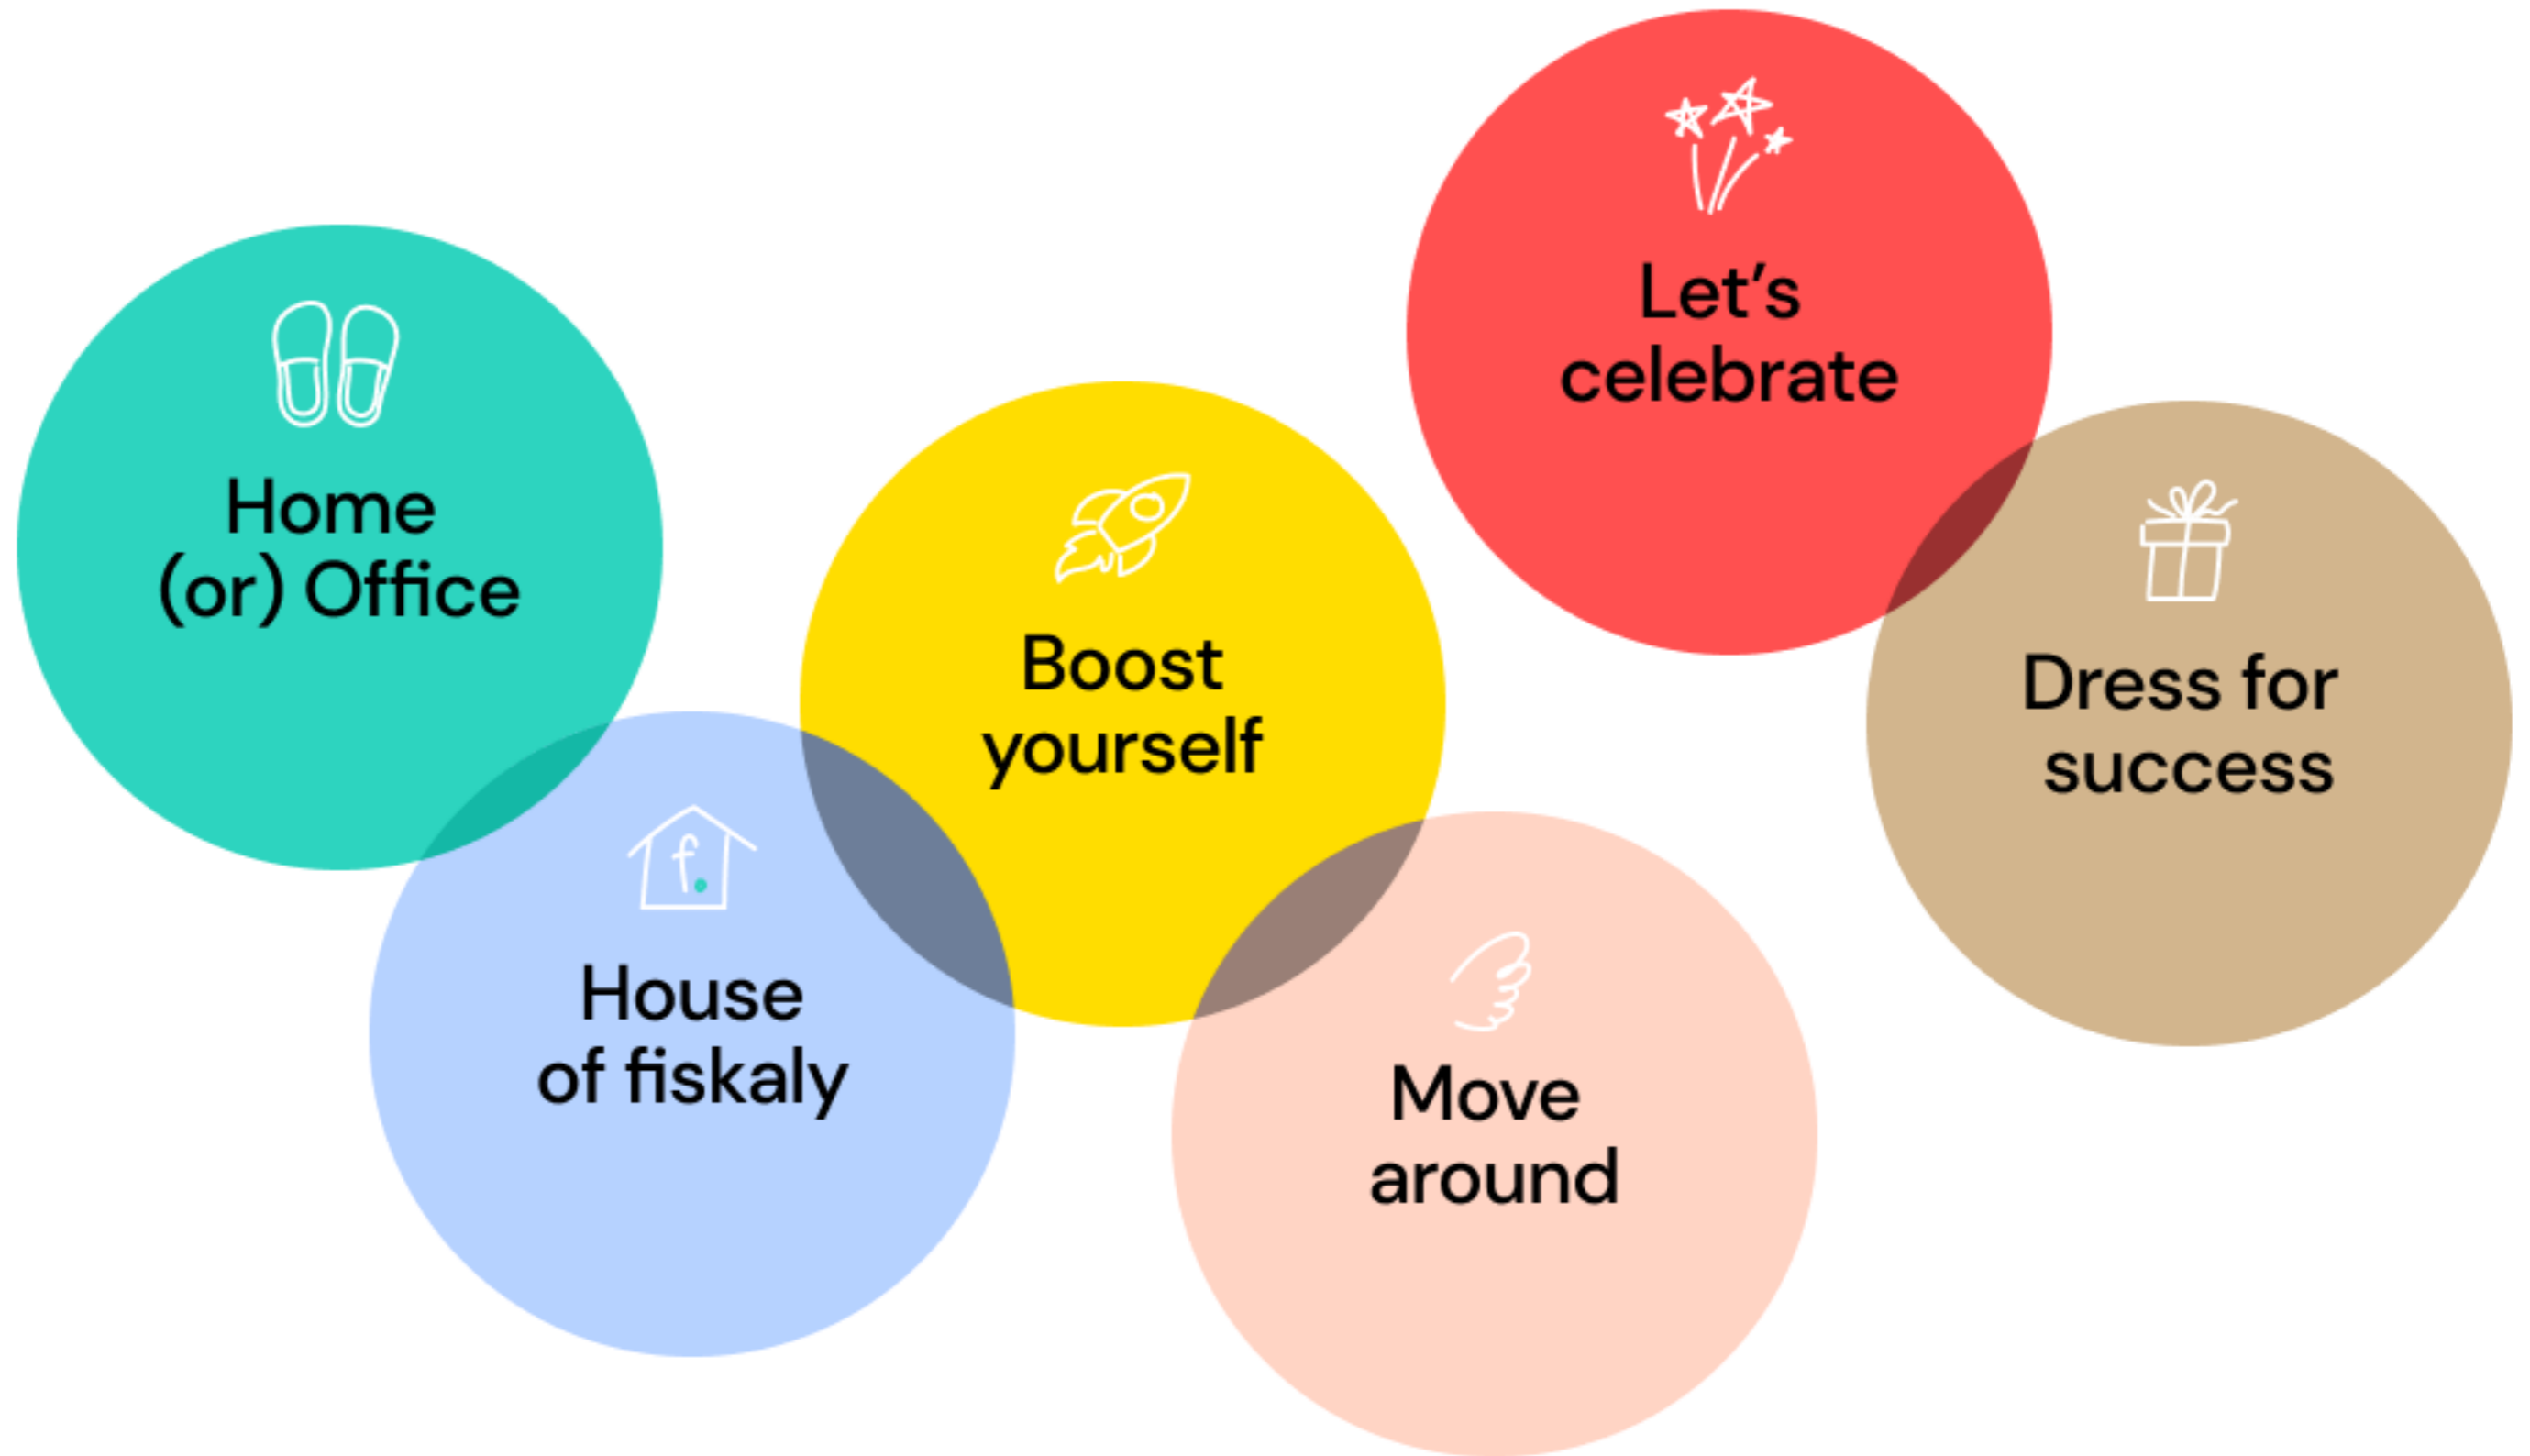 Home
(or) Office
f.
House
of fiskaly
Boost
yourself
Let's
celebrate
Move
around
Dress for
success